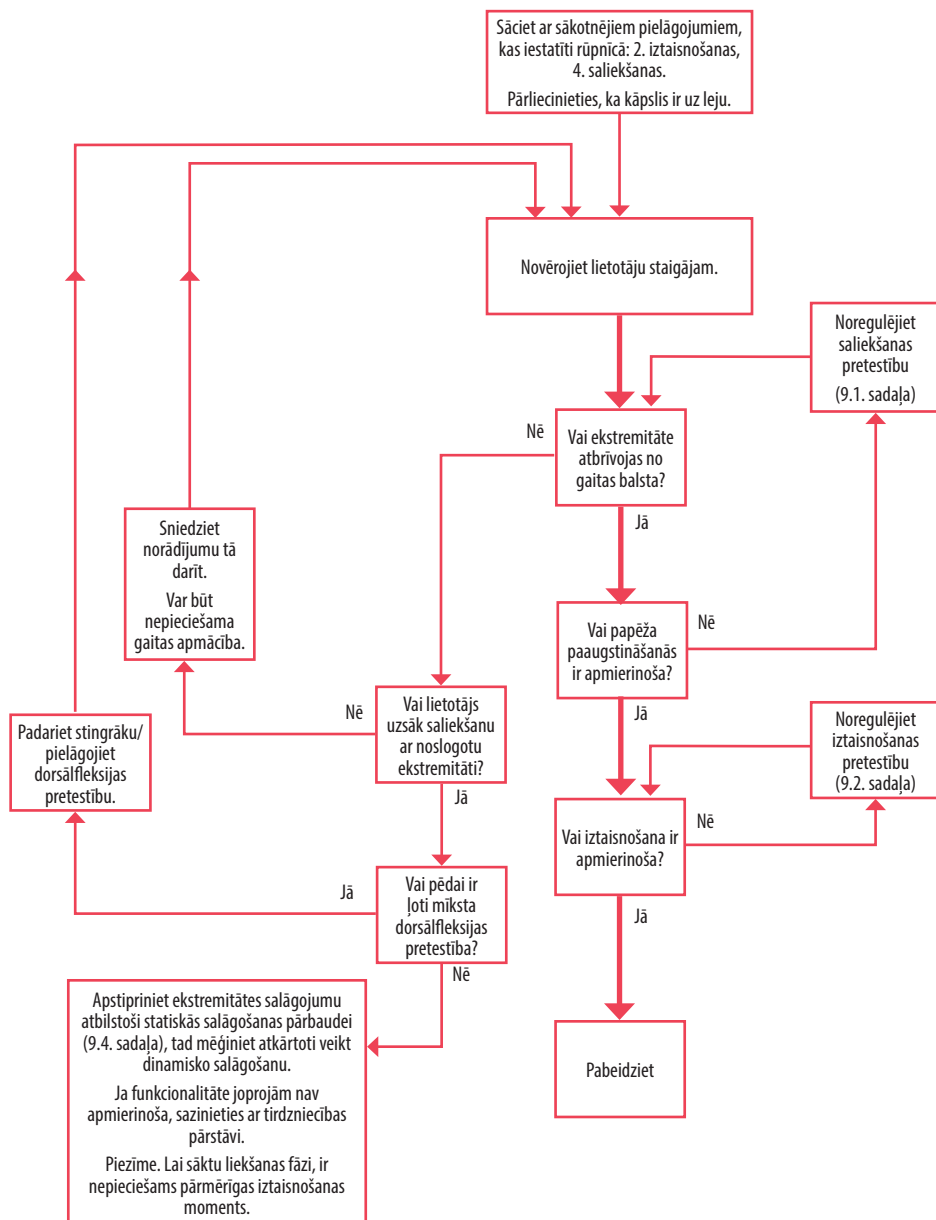 Sāciet ar sākotnējiem pielāgojumiem,
kas iestatīti rūpnīcā: 2. iztaisnošanas,
4. saliekšanas.
Pārliecinieties, ka kāpslis ir uz leju.
Novērojiet lietotāju staigājam.
Noregulējiet
saliekšanas
pretestību
(9.1. sadaļa)
Nē
Vai ekstremitāte
atbrīvojas no
gaitas balsta?
Jā
Sniedziet
norādījumu tā
darīt.
Var būt
nepieciešama
gaitas apmācība.
Vai papēža
paaugstināšanās
ir apmierinoša?
Nē
Jā
Nē
Vai lietotājs
uzsāk saliekšanu
ar noslogotu
ekstremitāti?
Jā
Padariet stingrāku/
pielāgojiet
dorsālfleksijas
pretestību.
Noregulējiet
iztaisnošanas
pretestību
(9.2. sadaļa)
Vai iztaisnošana ir
apmierinoša?
Nē
Jā
Jā
Vai pēdai ir
ļoti mīksta
dorsālfleksijas
pretestība?
Nē
Apstipriniet ekstremitātes salāgojumu
atbilstoši statiskās salāgošanas pārbaudei
(9.4. sadaļa), tad mēģiniet atkārtoti veikt
dinamisko salāgošanu.
Ja funkcionalitāte joprojām nav
apmierinoša, sazinieties ar tirdzniecības
pārstāvi.
Piezīme. Lai sāktu liekšanas fāzi, ir
nepieciešams pārmērīgas iztaisnošanas
moments.
Pabeidziet